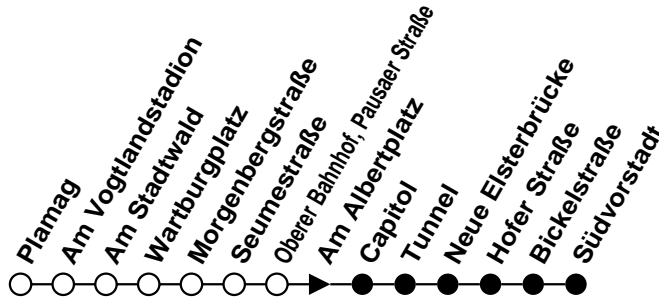 Plamag
Am Vogtlandstadion
Am Stadtwald
Wartburgplatz
Morgenbergstraße
Seumestraße
Oberer Bahnhof, Pausaer Straße
Am Albertplatz
Capitol
Tunnel
Neue Elsterbrücke
Hofer Straße
Bickelstraße
Südvorstadt